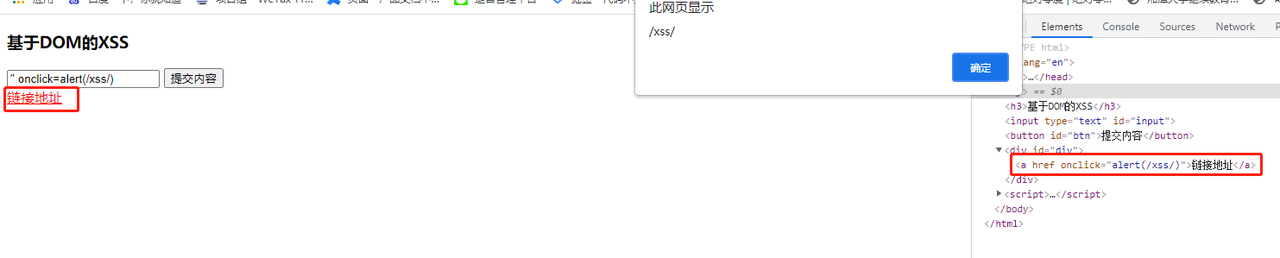 应用
此网页显示
/xss/
确定
基于DOM的XSS
" onclick=alert(/xss/)
提交内容
链接地址
Elements
Console
Sources
Network
PE html>
ang="en">
>…</head>
> == $0
<h3>基于DOM的XSS</h3>
<input type="text" id="input">
<button id="btn">提交内容</button>
▼<div id="div">
<a href onclick="alert(/xss/)">链接地址</a>
</div>
▶<script>…</script>
</body>
</html>